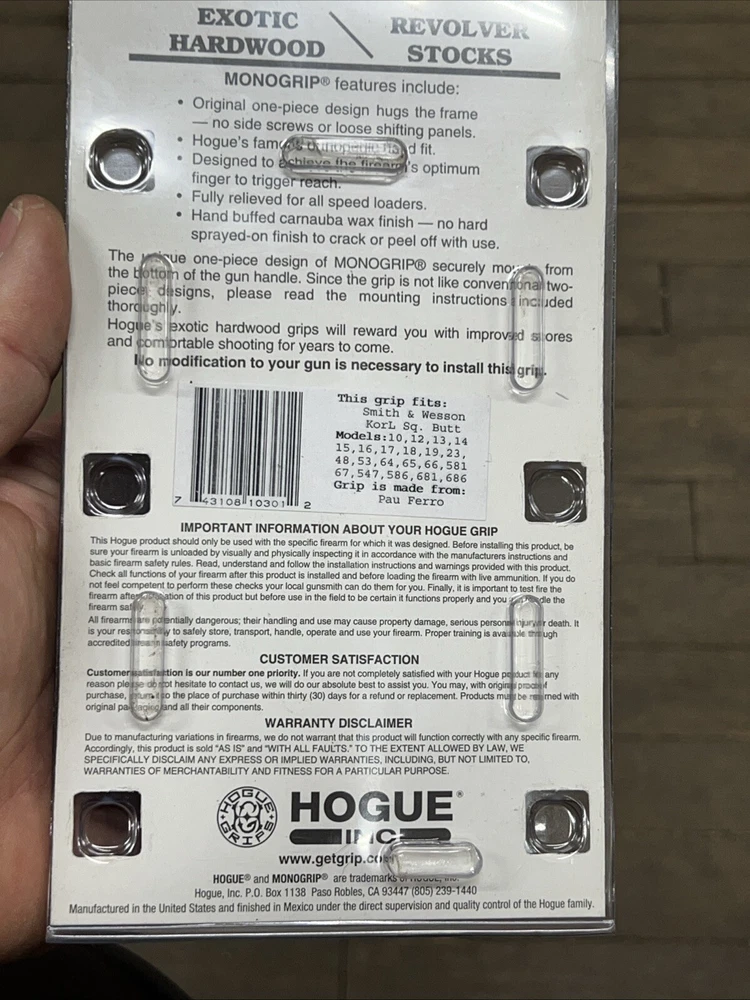 EXOTIC
HARDWOOD
REVOLVER
STOCKS
MONOGRIP® features include:
• Original one-piece design hugs the frame
— no side screws or loose shifting panels.
• Hogue's fit.
• Designed to achieve the firearm's optimum
finger to trigger reach.
• Fully relieved for all speed loaders.
• Hand buffed carnauba wax finish — no hard
sprayed-on finish to crack or peel off with use.
The unique one-piece design of MONOGRIP® securely from
the bottom of the gun handle. Since the grip is not like conventional two-
piece designs, please read the mounting instructions included
thoroughly.
Hogue's exotic hardwood grips will reward you with improved
and comfortable shooting for years to come.
No modification to your gun is necessary to install this grip.
This grip fits:
Smith & Wesson
KorL Sq. Butt
Models:10,12,13,14
15,16,17,18,19,23,
48,53,64,65,66,581
67,547,586,681,686
Grip is made from:
Pau Ferro
7 43108 10301 2
IMPORTANT INFORMATION ABOUT YOUR HOGUE GRIP
This Hogue product should only be used with the specific firearm for which it was designed. Before installing this product, be
sure your firearm is unloaded by visually and physically inspecting it in accordance with the manufacturers instructions and
basic firearm safety rules. Read, understand and follow the installation instructions and warnings provided with this product.
Check all functions of your firearm after this product is installed and before loading the firearm with live ammunition. If you do
not feel competent to perform these checks your local gunsmith can do them for you. Finally, it is important to test fire the
firearm after of this product but before use in the field to be certain it functions properly and you handle the
firearm
All firearms are potentially dangerous; their handling and use may cause property damage, serious personal injury or death. It
is your responsibility to safely store, transport, handle, operate and use your firearm. Proper training is available through
accredited safety programs.
CUSTOMER SATISFACTION
Customer satisfaction is our number one priority. If you are not completely satisfied with your Hogue product for any
reason please do not hesitate to contact us, we will do our absolute best to assist you. You may, with original proof of
purchase, return it to the place of purchase within thirty (30) days for a refund or replacement. Products must be returned with
original packaging and all their components.
WARRANTY DISCLAIMER
Due to manufacturing variations in firearms, we do not warrant that this product will function correctly with any specific firearm.
Accordingly, this product is sold "AS IS" and "WITH ALL FAULTS." TO THE EXTENT ALLOWED BY LAW, WE
SPECIFICALLY DISCLAIM ANY EXPRESS OR IMPLIED WARRANTIES, INCLUDING, BUT NOT LIMITED TO,
WARRANTIES OF MERCHANTABILITY AND FITNESS FOR A PARTICULAR PURPOSE.
HOGUE GRIPS
HOGUE®
INC
www.getgrip.com
HOGUE® and MONOGRIP® are trademarks of HOGUE, Inc.
Hogue, Inc. P.O. Box 1138 Paso Robles, CA 93447 (805) 239-1440
Manufactured in the United States and finished in Mexico under the direct supervision and quality control of the Hogue family.